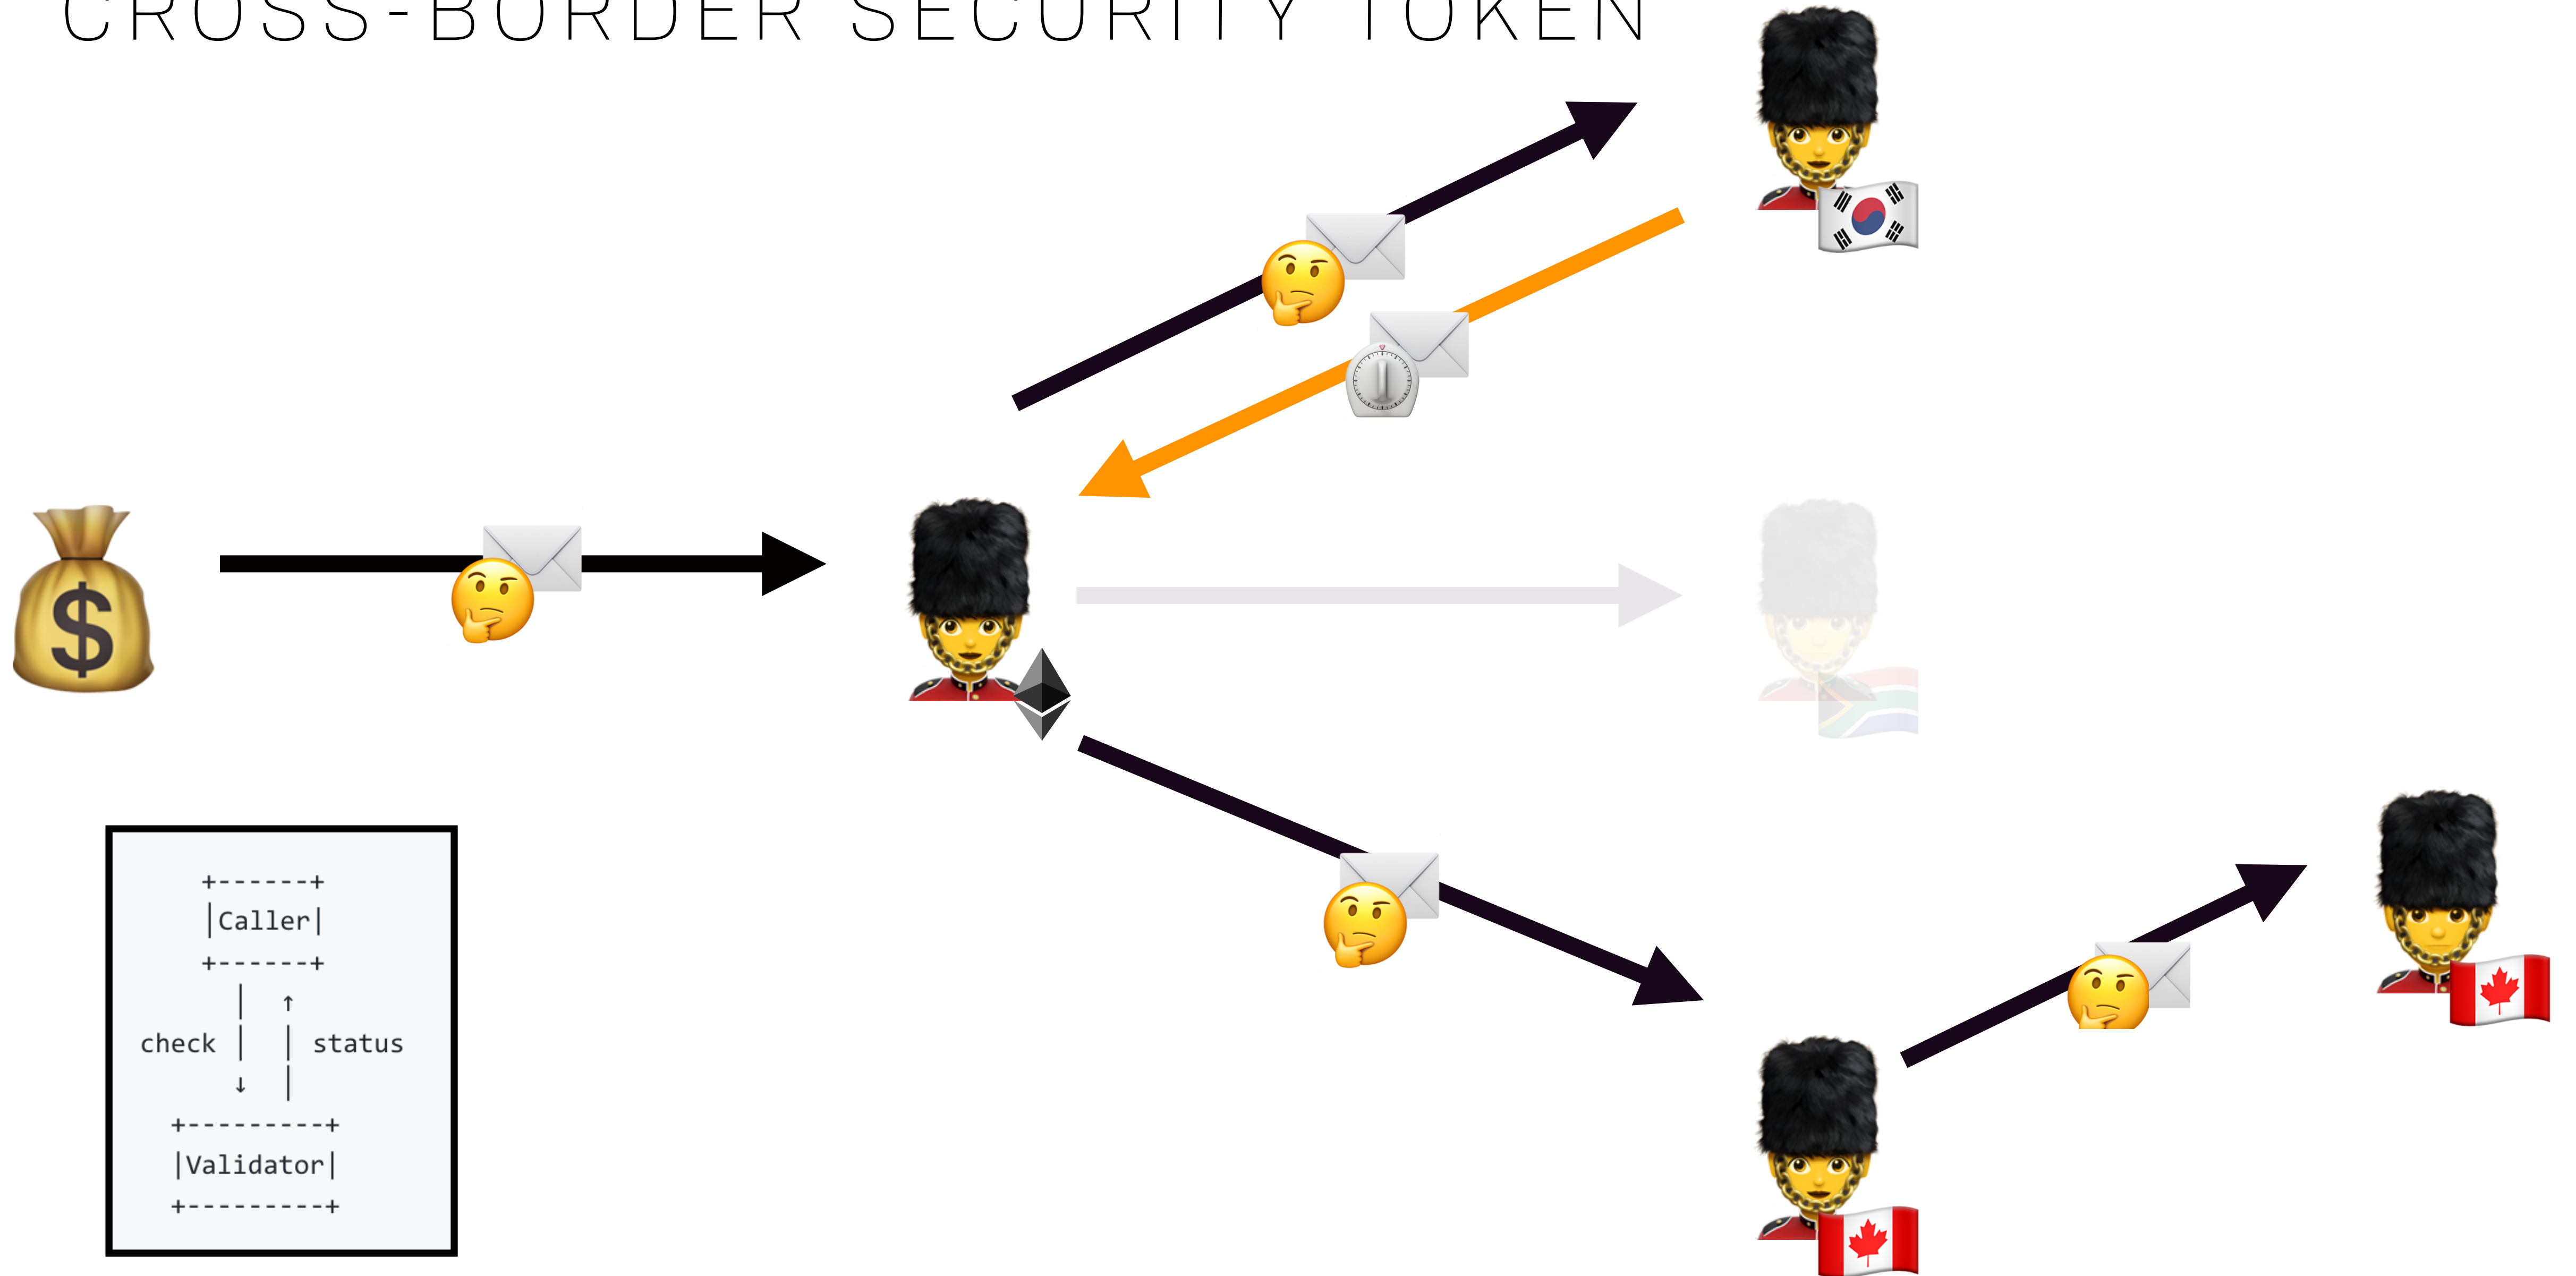 CROSS-BORDER SECURITY TOKEN
$
+------+
|Caller|
+------+
| ↑
check | | status
↓ |
+---------+
|Validator|
+---------+